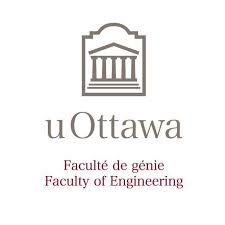 uOttawa
Faculté de génie
Faculty of Engineering